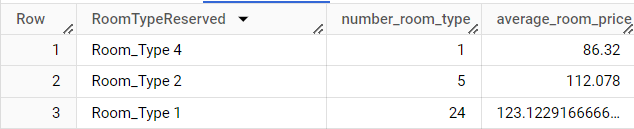 Row RoomTypeReserved number_room_type average_room_price
1 Room_Type 4 1 86.32
2 Room_Type 2 5 112.078
3 Room_Type 1 24 123.1229166666...